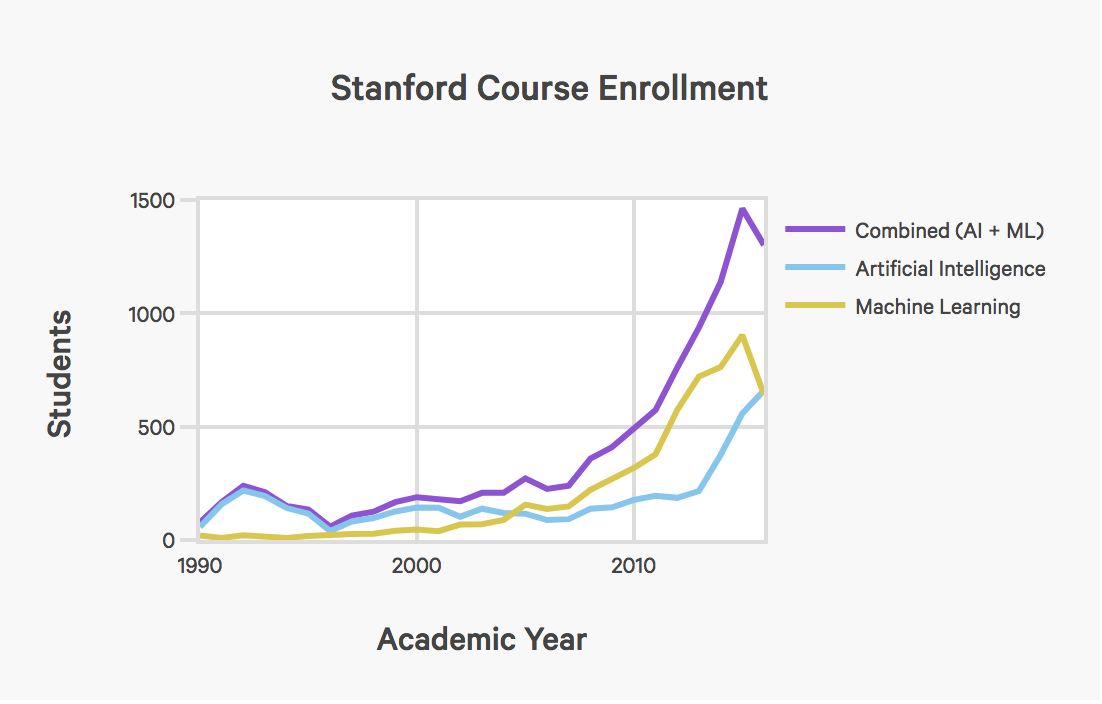 Stanford Course Enrollment
1500
1000
500
0
Students
1990
2000
2010
Academic Year
Combined (AI + ML)
Artificial Intelligence
Machine Learning